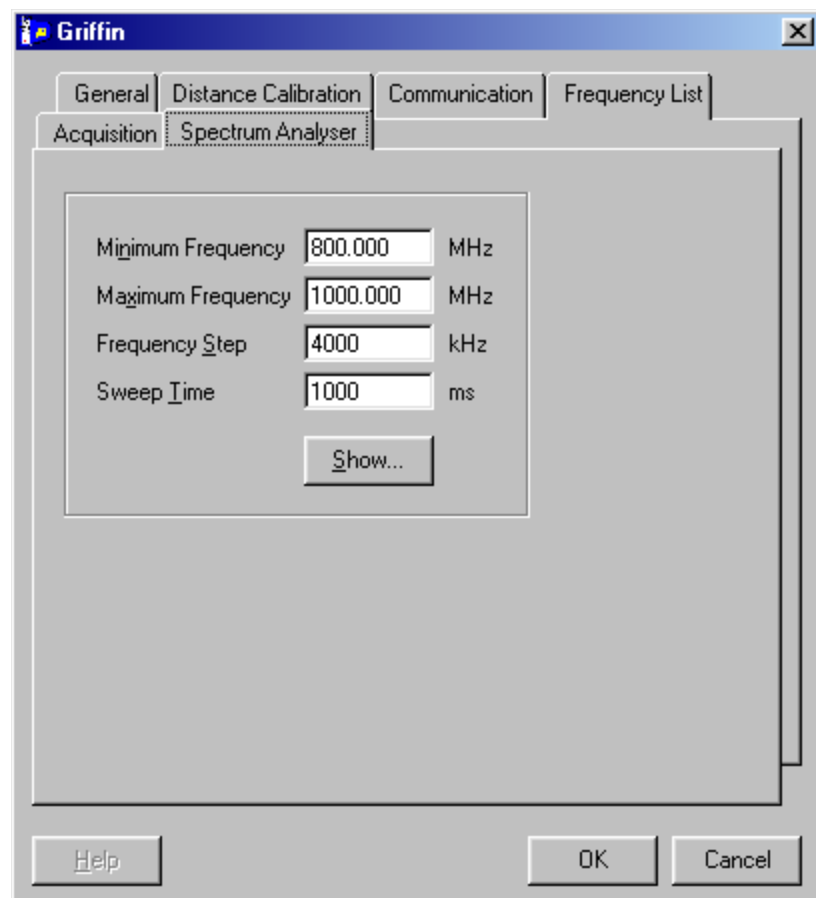 Griffin
General Distance Calibration Communication Frequency List
Acquisition Spectrum Analyser
Minimum Frequency 800.000 MHz
Maximum Frequency 1000.000 MHz
Frequency Step 4000 kHz
Sweep Time 1000 ms
Show...
Help OK Cancel